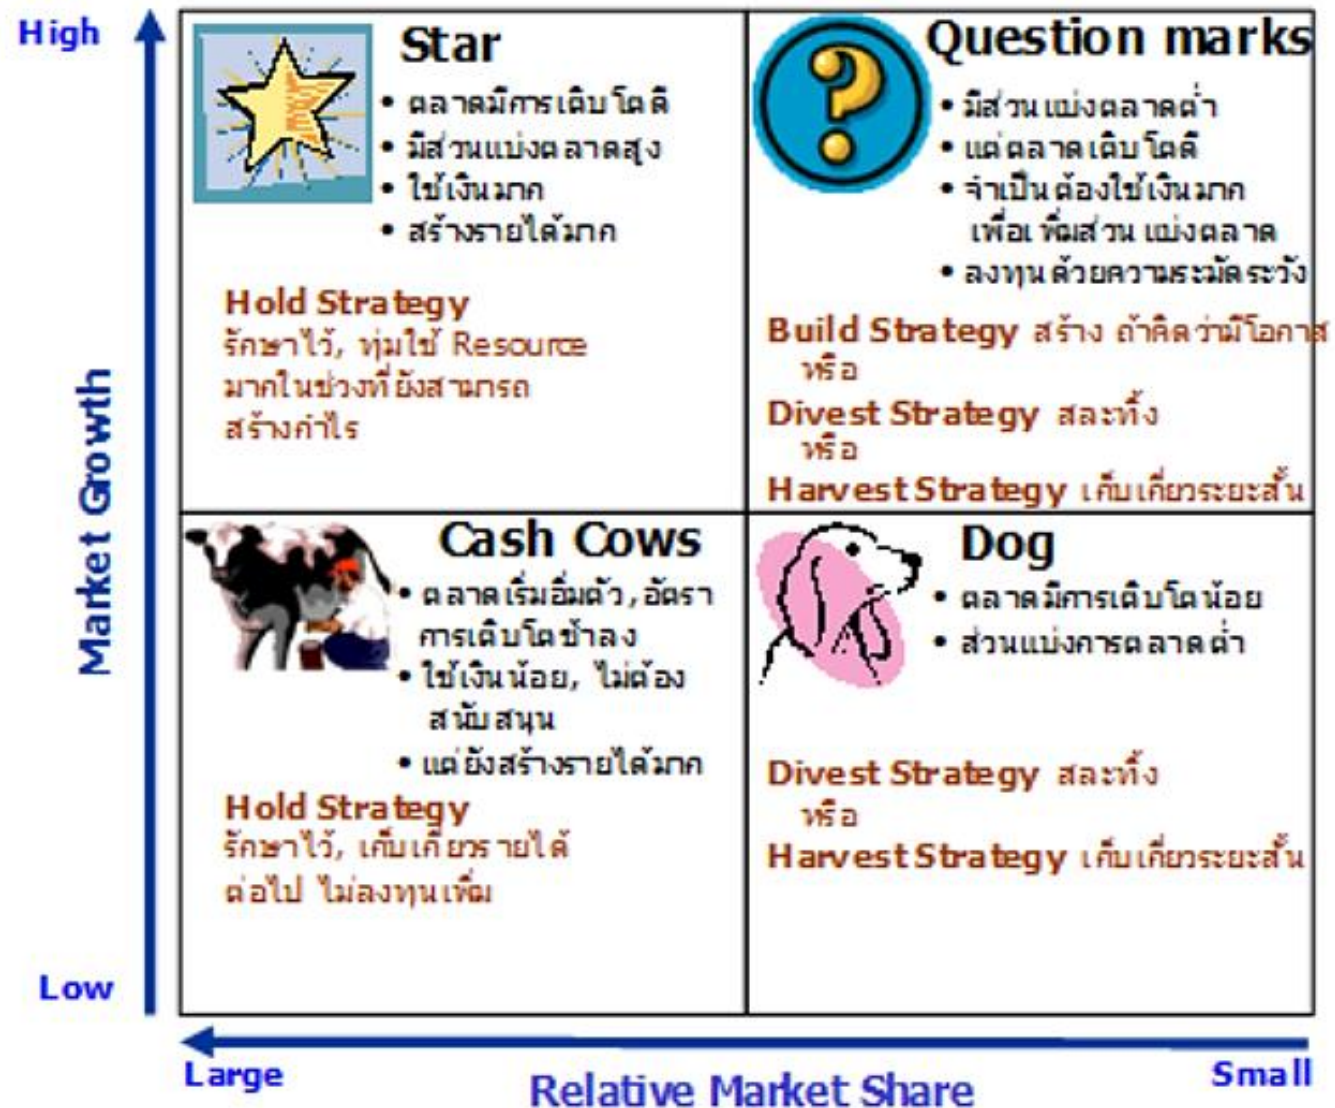 High
Star
• ตลาดมีการเติบโตดี
• มีส่วนแบ่งตลาดสูง
• ใช้เงินมาก
• สร้างรายได้มาก
Hold Strategy
รักษาไว้, ทุ่มใช้ Resource
มากในช่วงที่ยังสามารถ
สร้างกำไร
Question marks
• มีส่วนแบ่งตลาดต่ำ
• แต่ตลาดเติบโตดี
• จำเป็นต้องใช้เงินมาก
เพื่อเพิ่มส่วนแบ่งตลาด
• ลงทุนด้วยความระมัดระวัง
Build Strategy สร้าง ถ้าคิดว่ามีโอกาส
หรือ
Divest Strategy สละทิ้ง
หรือ
Harvest Strategy เก็บเกี่ยวระยะสั้น
Market Growth
Cash Cows
• ตลาดเริ่มอิ่มตัว, อัตรา
การเติบโตช้าลง
• ใช้เงินน้อย, ไม่ต้อง
สนับสนุน
• แต่ยังสร้างรายได้มาก
Hold Strategy
รักษาไว้, เก็บเกี่ยวรายได้
ต่อไป ไม่ลงทุนเพิ่ม
Dog
• ตลาดมีการเติบโตน้อย
• ส่วนแบ่งการตลาดต่ำ
Divest Strategy สละทิ้ง
หรือ
Harvest Strategy เก็บเกี่ยวระยะสั้น
Low
Large
Relative Market Share
Small